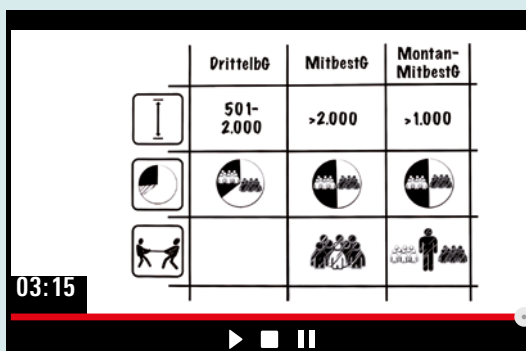 DrittelbG MitbestG Montan-
MitbestG
501-
2.000 >2.000 >1.000
03:15